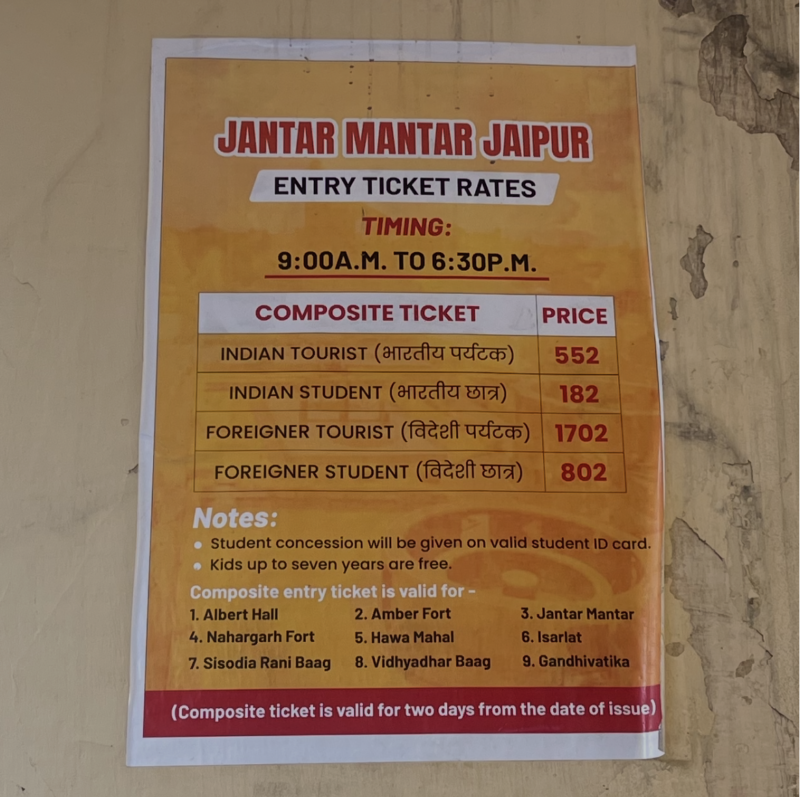 JANTAR MANTAR JAIPUR
ENTRY TICKET RATES
TIMING:
9:00A.M. TO 6:30P.M.
COMPOSITE TICKET PRICE
INDIAN TOURIST (भारतीय पर्यटक) 552
INDIAN STUDENT (भारतीय छात्र) 182
FOREIGNER TOURIST (विदेशी पर्यटक) 1702
FOREIGNER STUDENT (विदेशी छात्र) 802
Notes:
• Student concession will be given on valid student ID card.
• Kids up to seven years are free.
Composite entry ticket is valid for -
1. Albert Hall 2. Amber Fort 3. Jantar Mantar
4. Nahargarh Fort 5. Hawa Mahal 6. Isarlat
7. Sisodia Rani Baag 8. Vidhyadhar Baag 9. Gandhivatika
(Composite ticket is valid for two days from the date of issue)